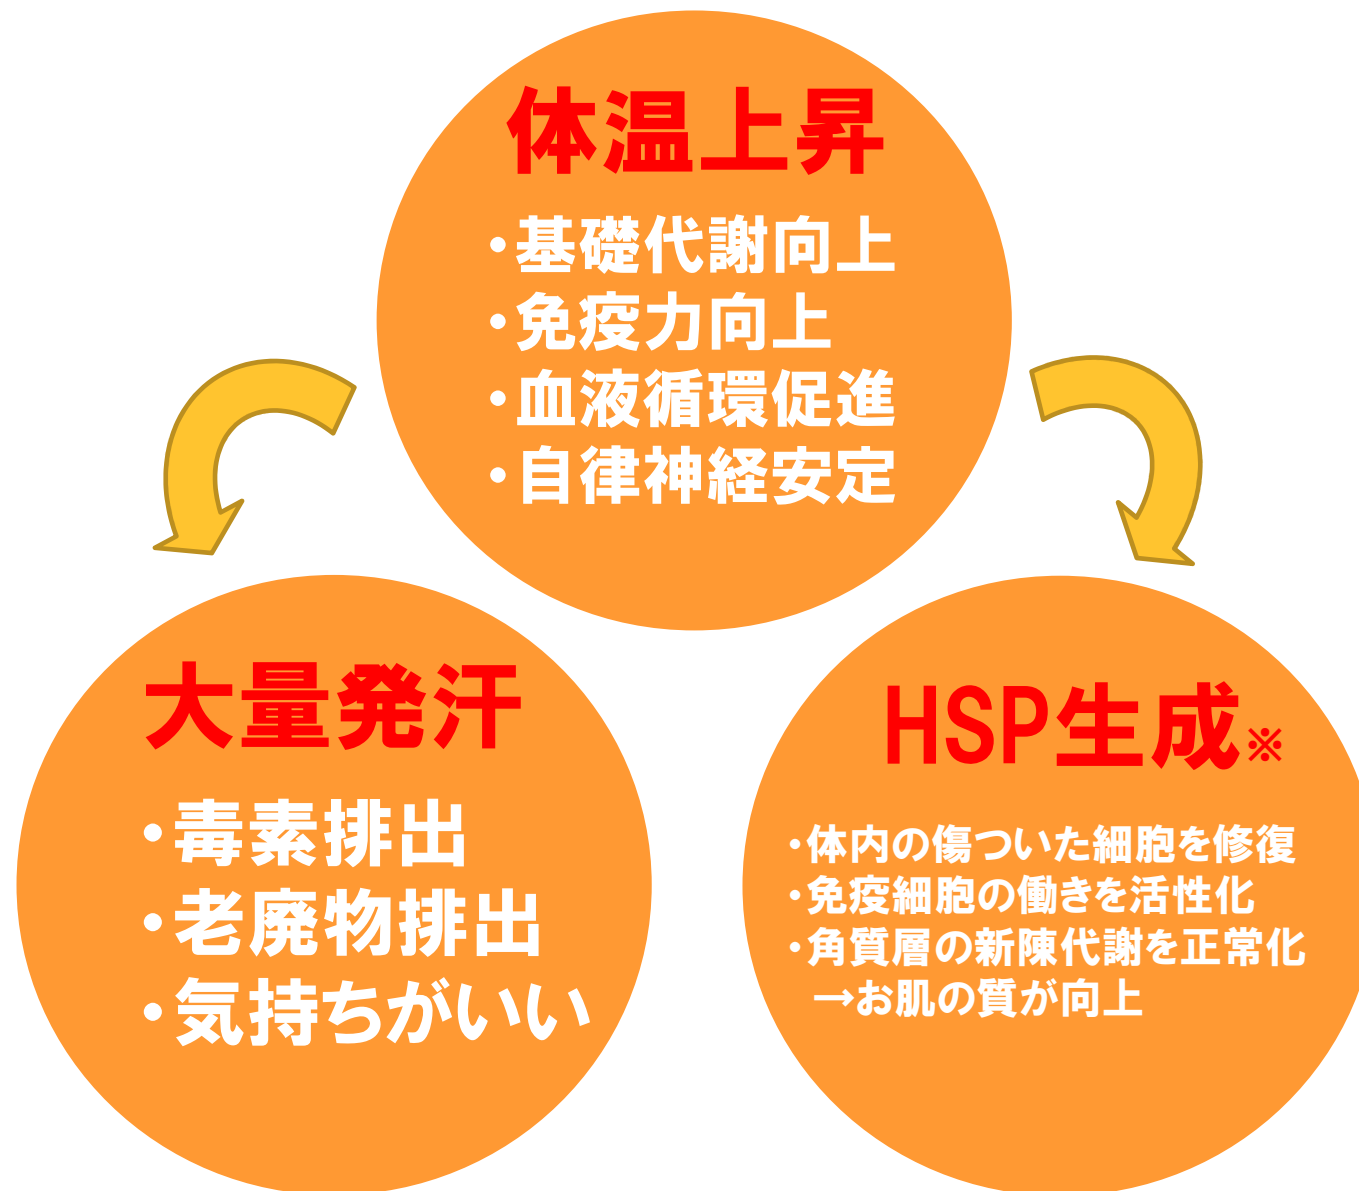 体温上昇
・基礎代謝向上
・免疫力向上
・血液循環促進
・自律神経安定
大量発汗
・毒素排出
・老廃物排出
・気持ちがいい
HSP生成※
・体内の傷ついた細胞を修復
・免疫細胞の働きを活性化
・角質層の新陳代謝を正常化
→お肌の質が向上